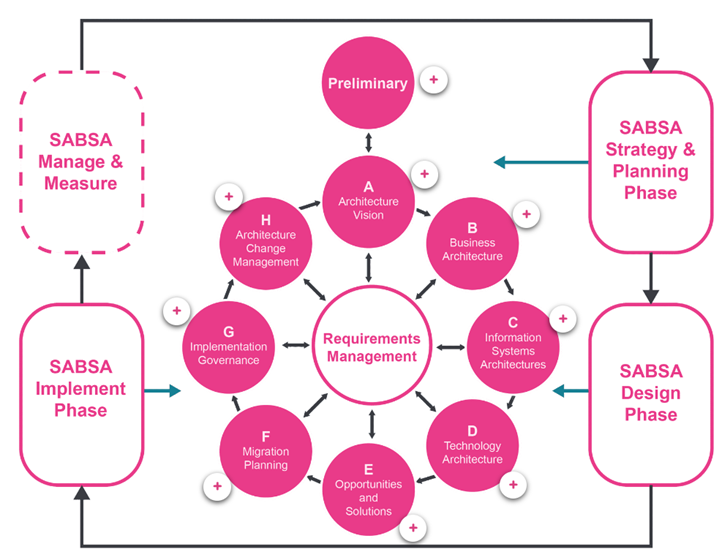 Preliminary
+
SABSA
Manage &
Measure
SABSA
Strategy &
Planning
Phase
A
Architecture
Vision
+
H
Architecture
Change
Management
+
B
Business
Architecture
+
G
Implementation
Governance
+
Requirements
Management
C
Information
Systems
Architectures
+
SABSA
Implement
Phase
SABSA
Design
Phase
F
Migration
Planning
+
D
Technology
Architecture
+
E
Opportunities
and
Solutions
+